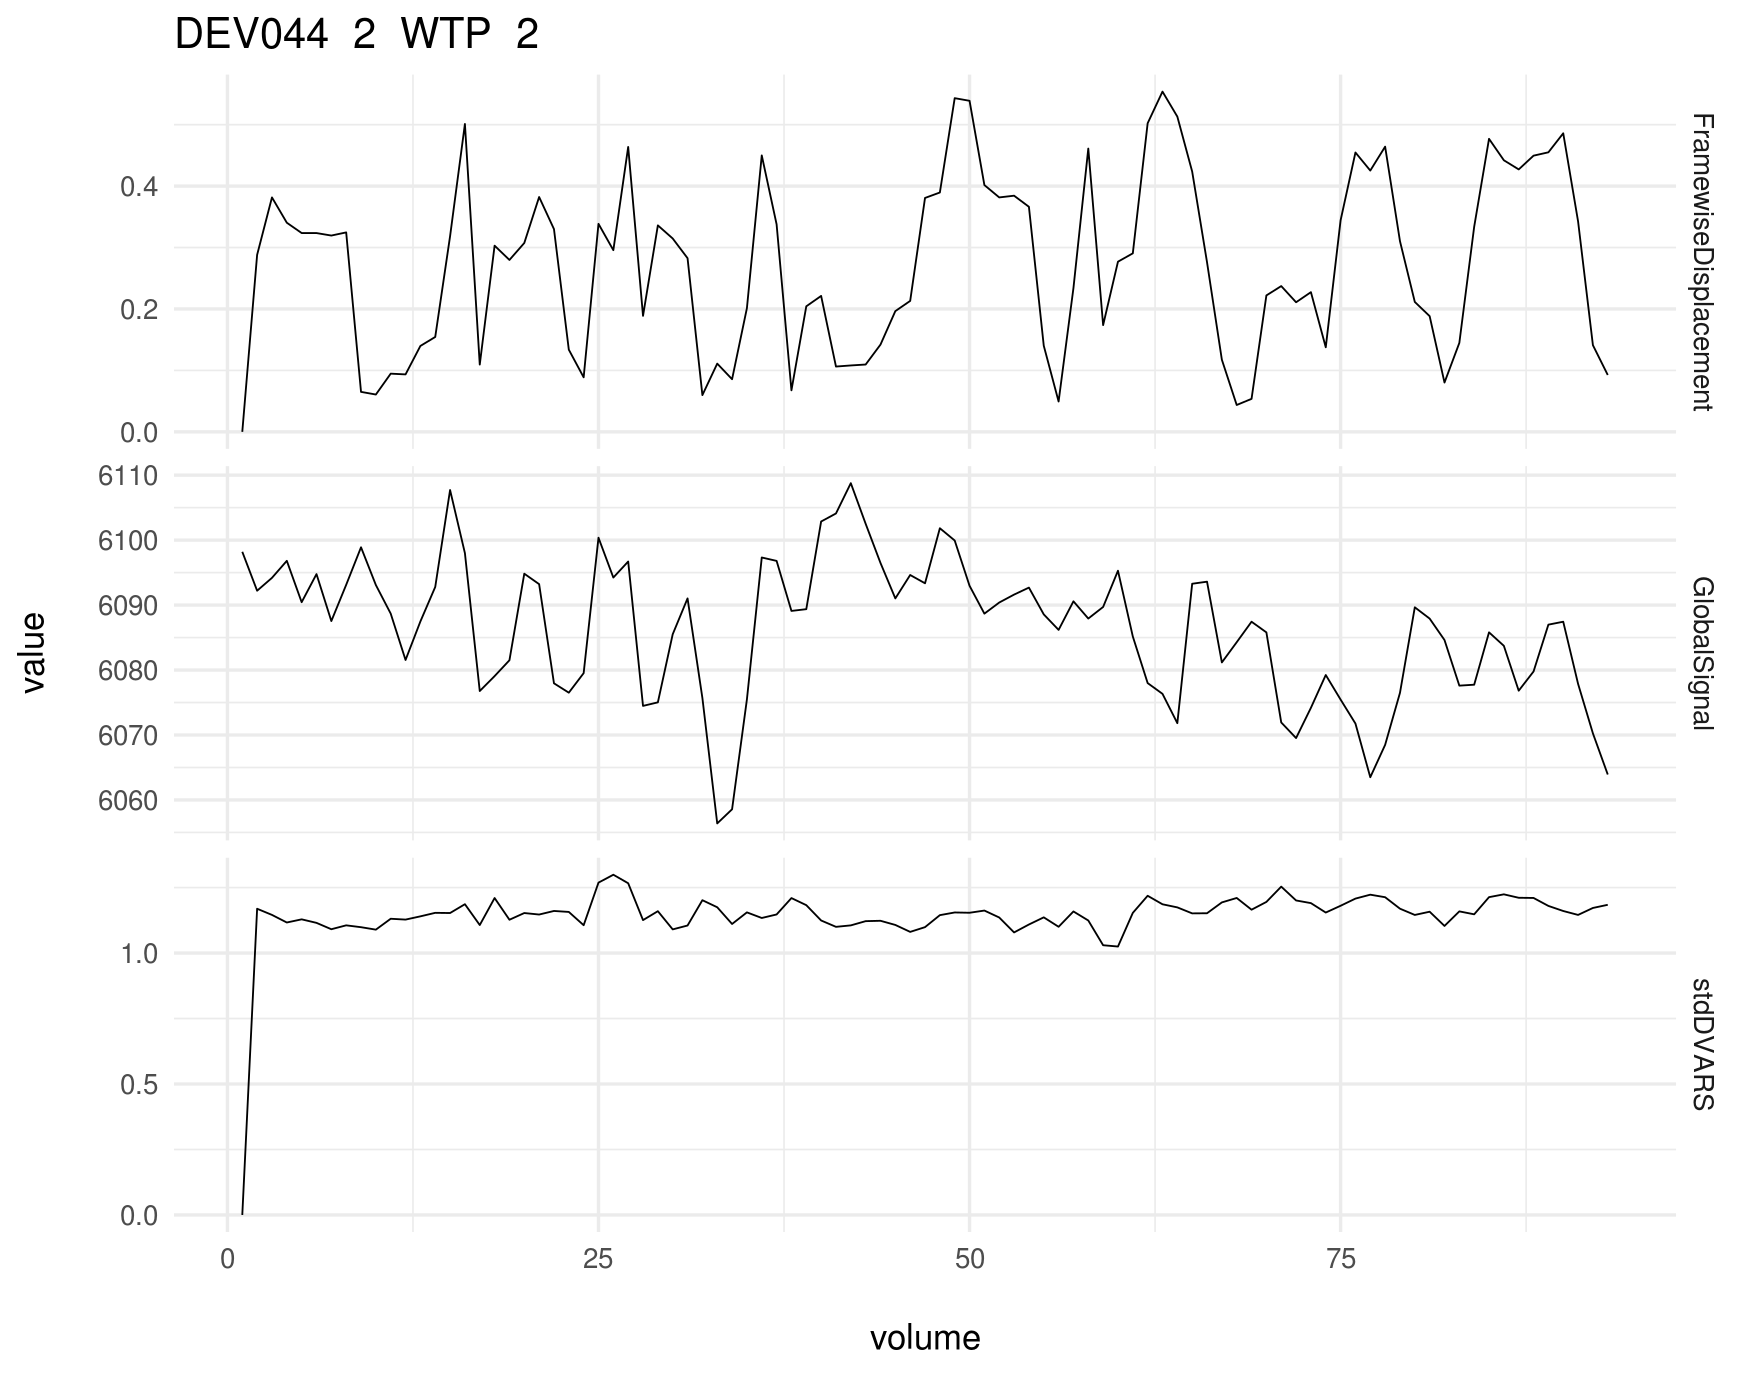 DEV044 2 WTP 2
0.4
0.2
0.0
FramewiseDisplacement
6110
6100
6090
6080
6070
6060
GlobalSignal
1.0
0.5
0.0
stdDVARS
0 25 50 75
value
volume